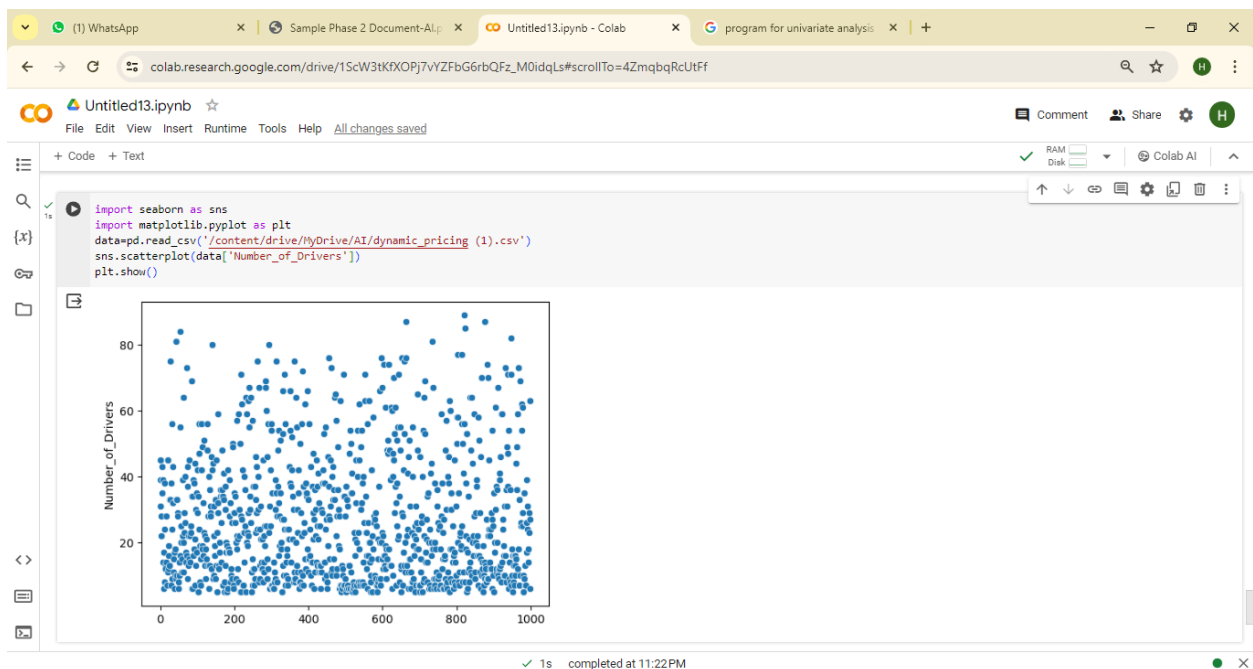 (1) WhatsApp
Sample Phase 2 Document-AI.p
Untitled13.ipynb - Colab
program for univariate analysis
colab.research.google.com/drive/1ScW3tKfXOPj7vYZFbG6rbQFz_M0idqLs#scrollTo=4ZmqbqRcUtFf
H
CO Untitled13.ipynb
Comment Share H
File Edit View Insert Runtime Tools Help All changes saved
+ Code + Text
RAM
Disk
Colab AI
1s
{x}
import seaborn as sns
import matplotlib.pyplot as plt
data=pd.read_csv('/content/drive/MyDrive/AI/dynamic_pricing (1).csv')
sns.scatterplot(data['Number_of_Drivers'])
plt.show()
80
60
40
20
Number_of_Drivers
0 200 400 600 800 1000
1s completed at 11:22 PM